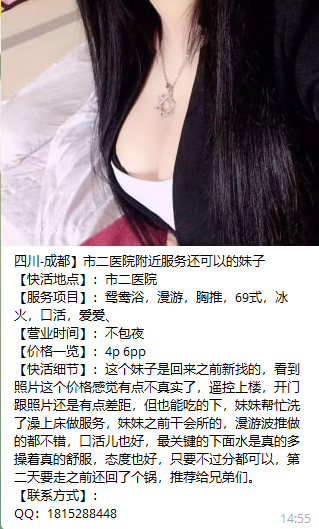 四川-成都】市二医院附近服务还可以的妹子
【快活地点】：市二医院
【服务项目】：鸳鸯浴，漫游，胸推，69式，冰
火，口活，爱爱、
【营业时间】：不包夜
【价格一览】：4p 6pp
【快活细节】：这个妹子是回来之前新找的，看到
照片这个价格感觉有点不真实了，遥控上楼，开门
跟照片还是有点差距，但也能吃的下，妹妹帮忙洗
了澡上床做服务，妹妹之前干会所的，漫游波推做
的都不错，口活儿也好，最关键的下面水是真的多
操着真的舒服，态度也好，只要不过分都可以，第
二天要走之前还回了个锅，推荐给兄弟们。
【联系方式】：
QQ：1815288448
14:55